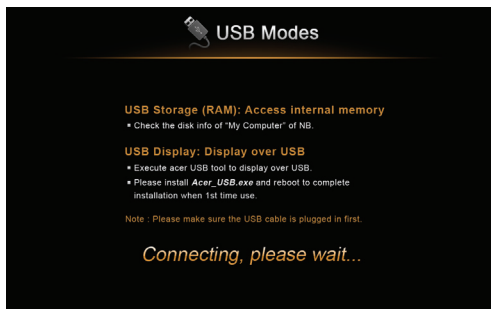 USB Modes
USB Storage (RAM): Access internal memory
▪ Check the disk info of "My Computer" of NB.
USB Display: Display over USB
▪ Execute acer USB tool to display over USB.
▪ Please install Acer_USB.exe and reboot to complete
installation when 1st time use.
Note : Please make sure the USB cable is plugged in first.
Connecting, please wait...